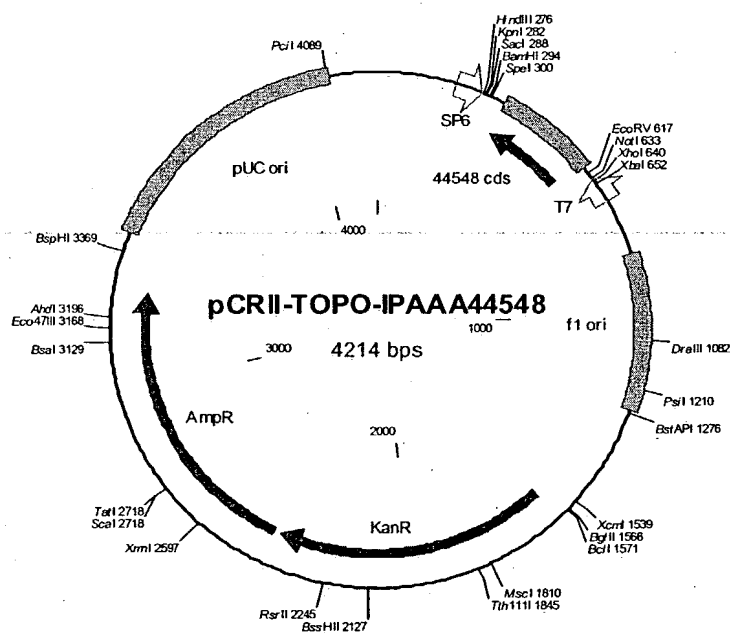 HindIII 276
KpnI 282
SacI 288
BamHI 294
SpeI 300
PciI 4089
SP6
EcoRV 617
NotI 633
XhoI 640
XbaI 652
pUC ori
44548 cds
T7
4000
BspHI 3369
pCRII-TOPO-IPAAA44548
AhdI 3196
Eco47III 3168
1000
f1 ori
4214 bps
3000
BsaI 3129
DraIII 1082
PsiI 1210
BstAPI 1276
AmpR
2000
TatI 2718
ScaI 2718
XmnI 2597
KanR
XcmI 1539
BglII 1566
BclI 1571
MscI 1810
Tth111I 1845
RsrII 2245
BssHII 2127